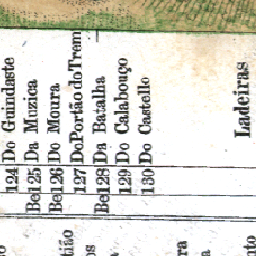 124 Do Guindaste
Be 125 Da Muzica
Be 126 Do Moura
127 Do Portão do Trem
Be 128 Da Batalha
129 Do Calabouço
130 Do Castello
Ladeiras